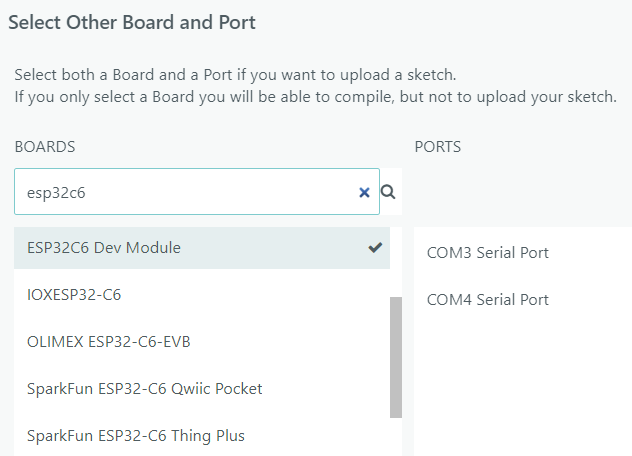 Select Other Board and Port
Select both a Board and a Port if you want to upload a sketch.
If you only select a Board you will be able to compile, but not to upload your sketch.
BOARDS
PORTS
esp32c6
ESP32C6 Dev Module
IOXESP32-C6
OLIMEX ESP32-C6-EVB
SparkFun ESP32-C6 Qwiic Pocket
SparkFun ESP32-C6 Thing Plus
COM3 Serial Port
COM4 Serial Port